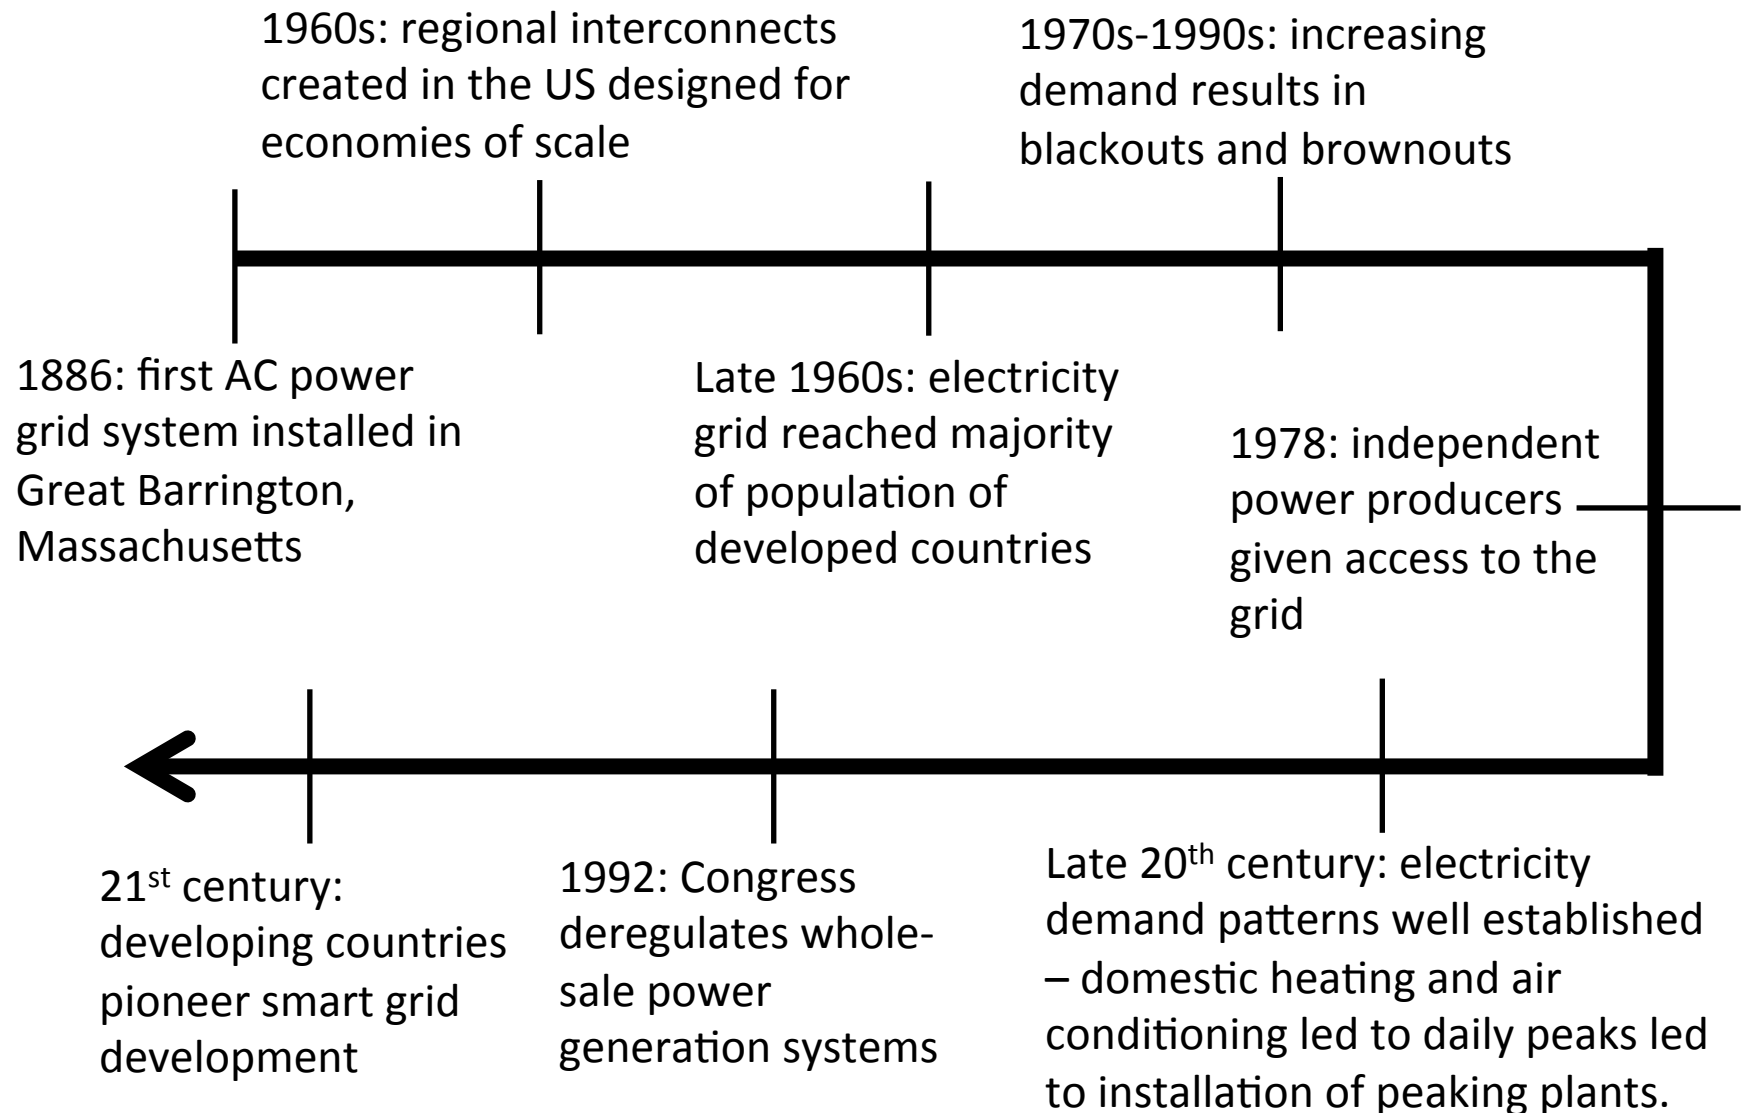 1960s: regional interconnects
created in the US designed for
economies of scale
1970s-1990s: increasing
demand results in
blackouts and brownouts
1886: first AC power
grid system installed in
Great Barrington,
Massachusetts
Late 1960s: electricity
grid reached majority
of population of
developed countries
1978: independent
power producers
given access to the
grid
21st century:
developing countries
pioneer smart grid
development
1992: Congress
deregulates whole-
sale power
generation systems
Late 20th century: electricity
demand patterns well established
– domestic heating and air
conditioning led to daily peaks led
to installation of peaking plants.